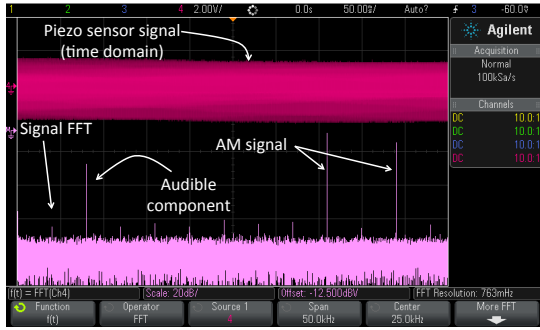 1 2 3 4 2.00V/ 0.0s 50.00s/ Auto? 3 -60.0V
Piezo sensor signal
(time domain)
Agilent
Acquisition
Normal
100kSa/s
Channels
DC 10.0:1
DC 10.0:1
DC 10.0:1
DC 10.0:1
Signal FFT
AM signal
Audible
component
f(t) = FFT(Ch4) Scale: 20dB/ Offset: -12.500dBV FFT Resolution: 763mHz
Function Operator Source 1 Span Center More FFT
f(t) FFT 4 50.0kHz 25.0kHz